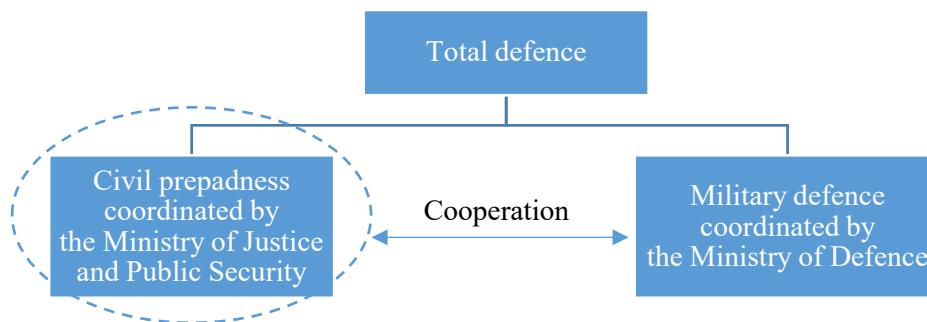 Total defence
Civil prepadness
coordinated by
the Ministry of Justice
and Public Security
Cooperation
Military defence
coordinated by
the Ministry of Defence